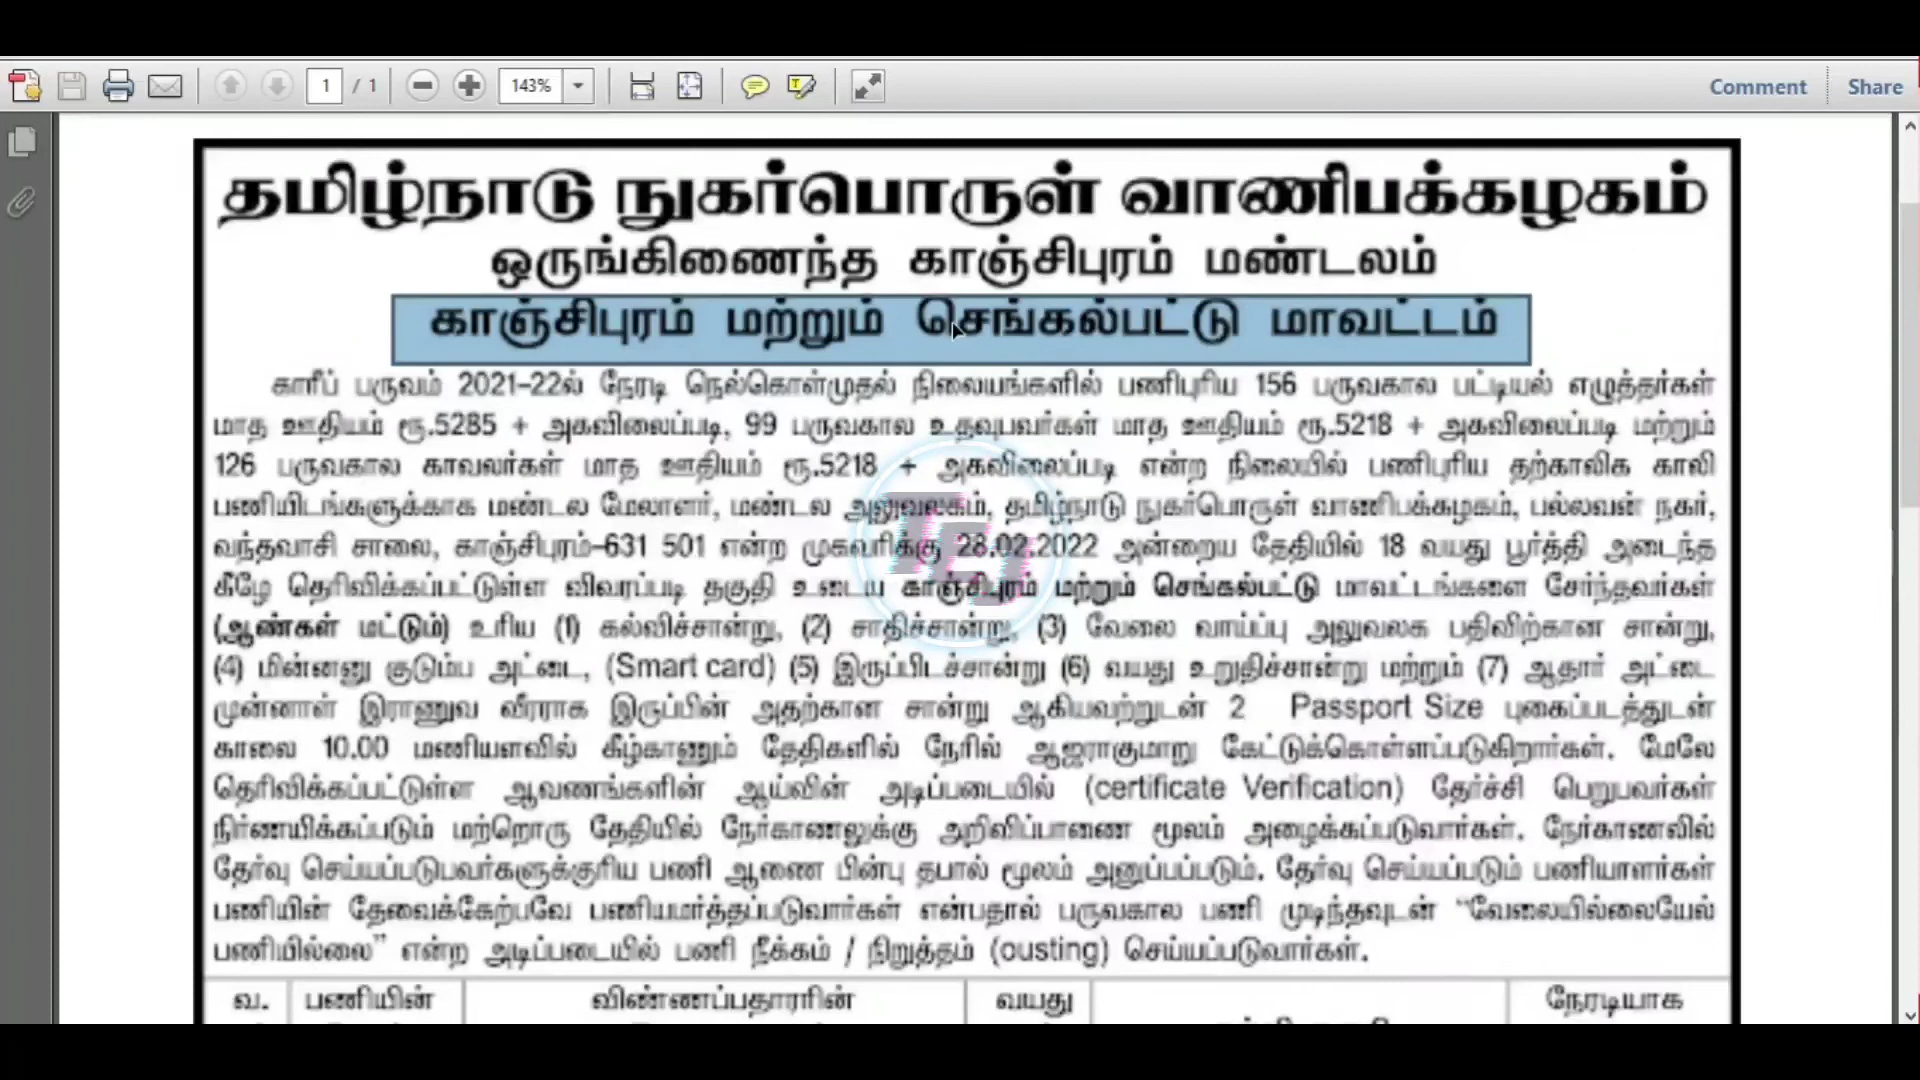 1 / 1
143%
Comment
Share
தமிழ்நாடு நுகர்பொருள் வாணிபக்கழகம்
ஒருங்கிணைந்த காஞ்சிபுரம் மண்டலம்
காஞ்சிபுரம் மற்றும் செங்கல்பட்டு மாவட்டம்
காரீப் பருவம் 2021-22ல் நேரடி நெல்கொள்முதல் நிலையங்களில் பணிபுரிய 156 பருவகால பட்டியல் எழுத்தர்கள்
மாத ஊதியம் ரூ.5285 + அகவிலைப்படி, 99 பருவகால உதவுபவர்கள் மாத ஊதியம் ரூ.5218 + அகவிலைப்படி மற்றும்
126 பருவகால காவலர்கள் மாத ஊதியம் ரூ.5218 + அகவிலைப்படி என்ற நிலையில் பணிபுரிய தற்காலிக காலி
பணியிடங்களுக்காக மண்டல மேலாளர், மண்டல அலுவலகம், தமிழ்நாடு நுகர்பொருள் வாணிபக்கழகம், பல்லவன் நகர்,
வந்தவாசி சாலை, காஞ்சிபுரம்-631 501 என்ற முகவரிக்கு 28.02.2022 அன்றைய தேதியில் 18 வயது பூர்த்தி அடைந்த
கீழே தெரிவிக்கப்பட்டுள்ள விவரப்படி தகுதி உடைய காஞ்சிபுரம் மற்றும் செங்கல்பட்டு மாவட்டங்களை சேர்ந்தவர்கள்
(ஆண்கள் மட்டும்) உரிய (1) கல்விச்சான்று, (2) சாதிச்சான்று, (3) வேலை வாய்ப்பு அலுவலக பதிவிற்கான சான்று,
(4) மின்னனு குடும்ப அட்டை, (Smart card) (5) இருப்பிடச்சான்று (6) வயது உறுதிச்சான்று மற்றும் (7) ஆதார் அட்டை
முன்னாள் இராணுவ வீரராக இருப்பின் அதற்கான சான்று ஆகியவற்றுடன் 2 Passport Size புகைப்படத்துடன்
காலை 10.00 மணியளவில் கீழ்காணும் தேதிகளில் நேரில் ஆஜராகுமாறு கேட்டுக்கொள்ளப்படுகிறார்கள். மேலே
தெரிவிக்கப்பட்டுள்ள ஆவணங்களின் ஆய்வின் அடிப்படையில் (certificate Verification) தேர்ச்சி பெறுபவர்கள்
நிர்ணயிக்கப்படும் மற்றொரு தேதியில் நேர்காணலுக்கு அறிவிப்பாணை மூலம் அழைக்கப்படுவார்கள். நேர்காணலில்
தேர்வு செய்யப்படுபவர்களுக்குரிய பணி ஆணை பின்பு தபால் மூலம் அனுப்பப்படும். தேர்வு செய்யப்படும் பணியாளர்கள்
பணியின் தேவைக்கேற்பவே பணியமர்த்தப்படுவார்கள் என்பதால் பருவகால பணி முடிந்தவுடன் "வேலையில்லையேல்
பணியில்லை" என்ற அடிப்படையில் பணி நீக்கம் / நிறுத்தம் (ousting) செய்யப்படுவார்கள்.
வ. பணியின் விண்ணப்பதாரரின் வயது நேரடியாக